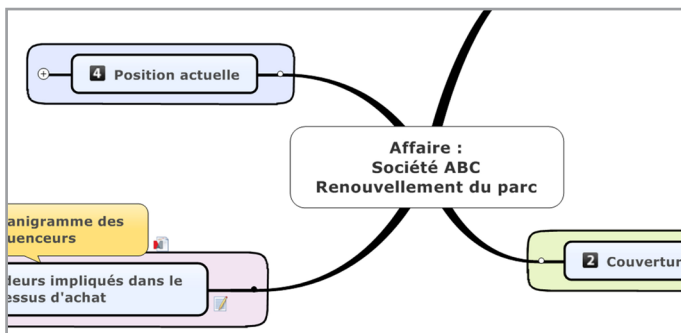 4 Position actuelle
Affaire :
Société ABC
Renouvellement du parc
anigramme des
uenceurs
deurs impliqués dans le
essus d'achat
2 Couvertur